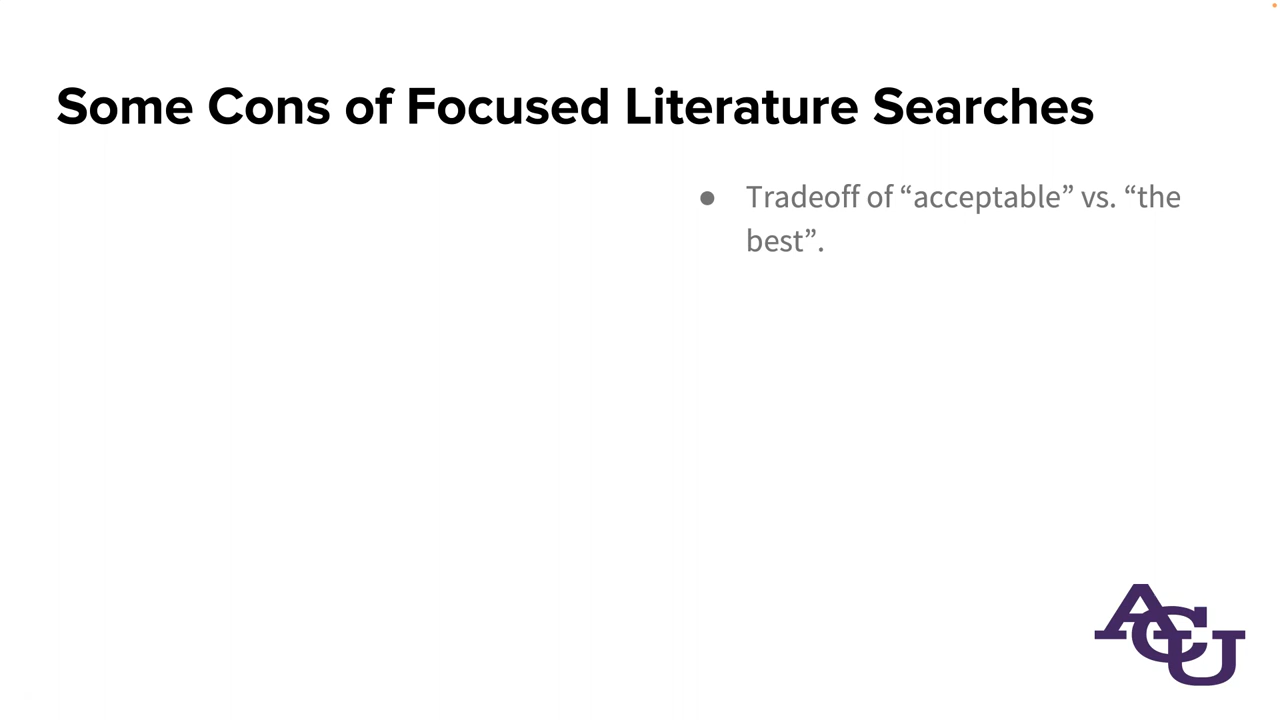 Some Cons of Focused Literature Searches
● Tradeoff of “acceptable” vs. “the
best”.
ACU